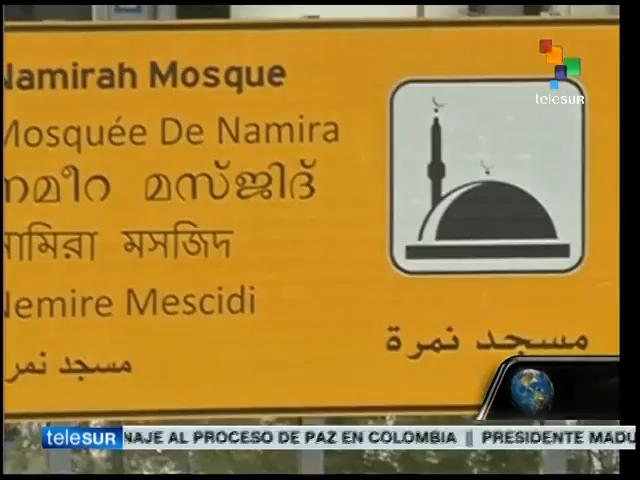 Namirah Mosque
Mosquée De Namira
നമീറ മസ്ജിദ്
নামিরা মসজিদ
Nemire Mescidi
مسجد نمرة
مسجد نمر
teleSUR
teleSUR NAJE AL PROCESO DE PAZ EN COLOMBIA || PRESIDENTE MADU